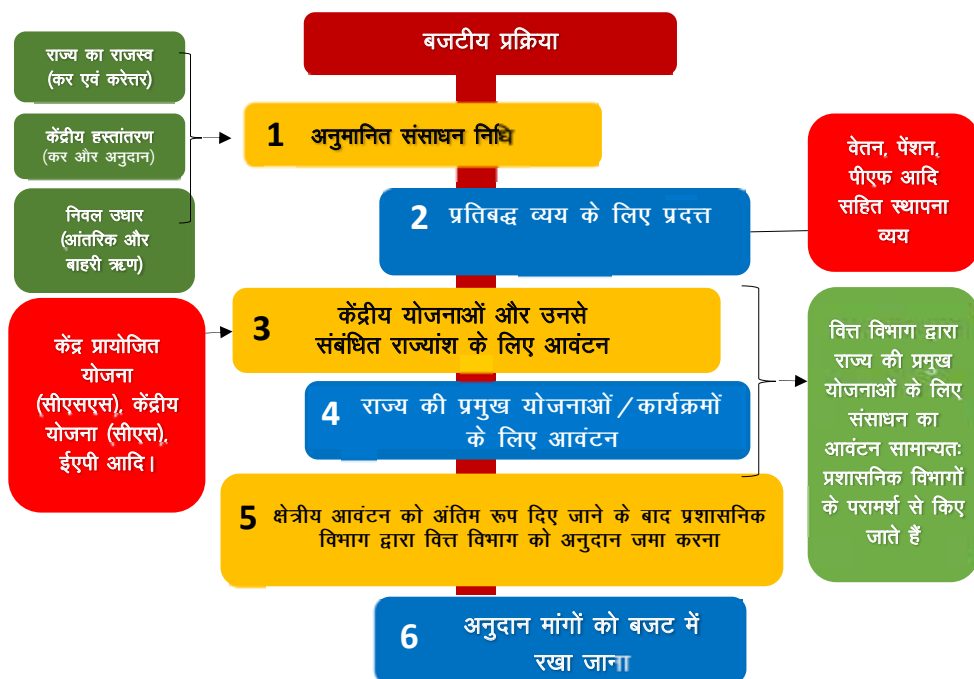 बजटीय प्रक्रिया
राज्य का राजस्व
(कर एवं करेत्तर)
केंद्रीय हस्तांतरण
(कर और अनुदान)
निवल उधार
(आंतरिक और
बाहरी ऋण)
1 अनुमानित संसाधन निधि
2 प्रतिबद्ध व्यय के लिए प्रदत्त
वेतन, पेंशन,
पीएफ आदि
सहित स्थापना
व्यय
केंद्र प्रायोजित
योजना
(सीएसएस), केंद्रीय
योजना (सीएस),
ईएपी आदि।
3 केंद्रीय योजनाओं और उनसे
संबंधित राज्यांश के लिए आवंटन
4 राज्य की प्रमुख योजनाओं/कार्यक्रमों
के लिए आवंटन
5 क्षेत्रीय आवंटन को अंतिम रूप दिए जाने के बाद प्रशासनिक
विभाग द्वारा वित्त विभाग को अनुदान जमा करना
वित्त विभाग द्वारा
राज्य की प्रमुख
योजनाओं के लिए
संसाधन का
आवंटन सामान्यतः
प्रशासनिक विभागों
के परामर्श से किए
जाते हैं
6 अनुदान मांगों को बजट में
रखा जाना